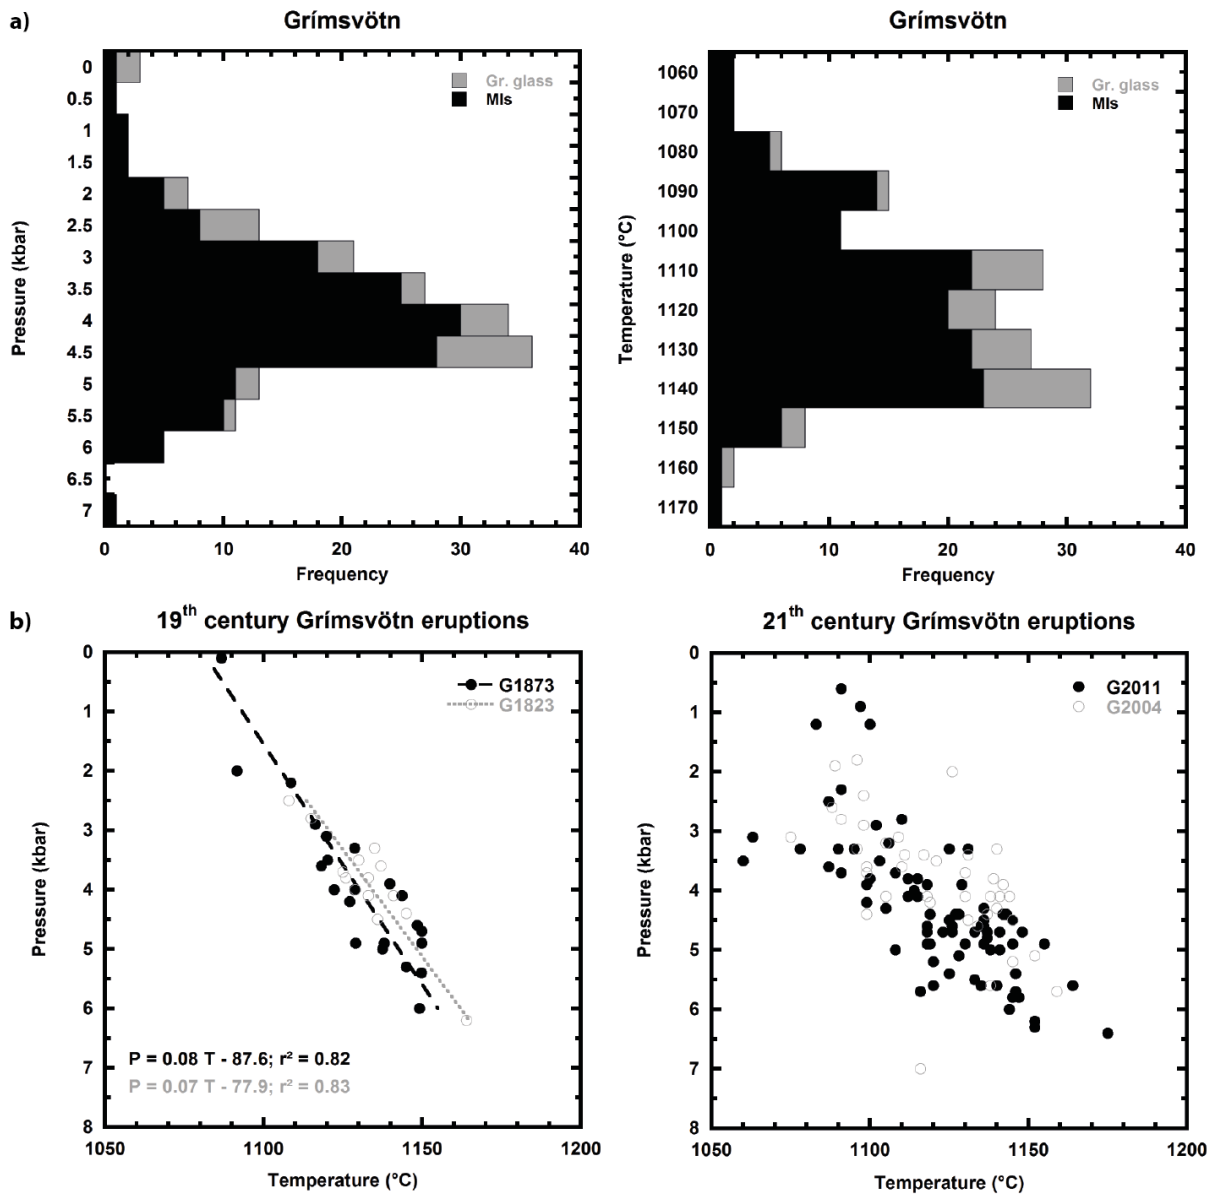 a)
Grímsvötn
Gr. glass
MIs
0
0.5
1
1.5
2
2.5
3
3.5
4
4.5
5
5.5
6
6.5
7
Pressure (kbar)
0 10 20 30 40
Frequency
Grímsvötn
Gr. glass
MIs
1060
1070
1080
1090
1100
1110
1120
1130
1140
1150
1160
1170
Temperature (°C)
0 10 20 30 40
Frequency
b)
19th century Grímsvötn eruptions
G1873
G1823
0
1
2
3
4
5
6
7
8
Pressure (kbar)
P = 0.08 T - 87.6; r² = 0.82
P = 0.07 T - 77.9; r² = 0.83
1050 1100 1150 1200
Temperature (°C)
21th century Grímsvötn eruptions
G2011
G2004
0
1
2
3
4
5
6
7
8
Pressure (kbar)
1050 1100 1150 1200
Temperature (°C)